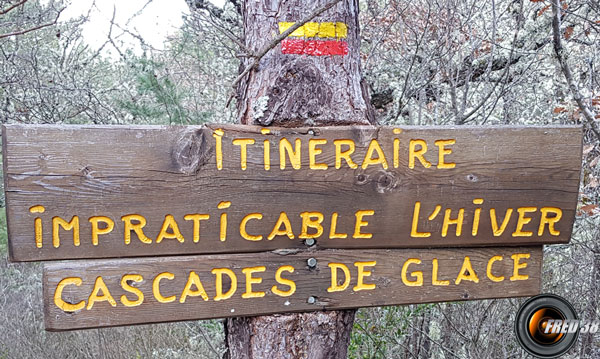 ITINERAIRE
IMPRATICABLE L'HIVER
CASCADES DE GLACE
FRED 38